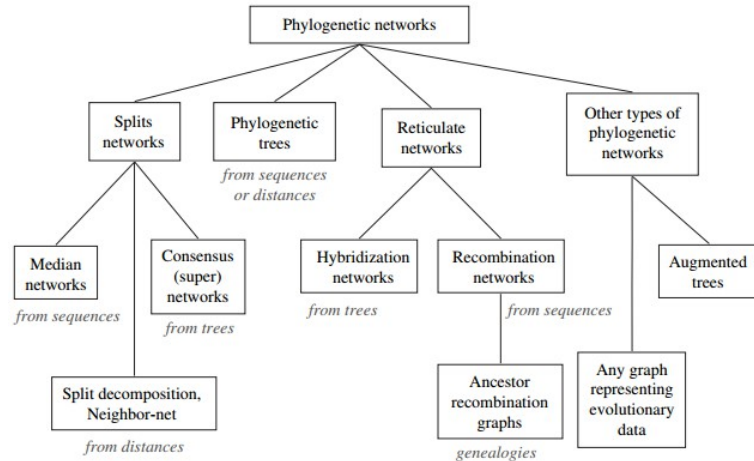 Phylogenetic networks
Splits
networks
Phylogenetic
trees
from sequences
or distances
Reticulate
networks
Other types of
phylogenetic
networks
Median
networks
from sequences
Consensus
(super)
networks
from trees
Hybridization
networks
from trees
Recombination
networks
from sequences
Augmented
trees
Split decomposition,
Neighbor-net
from distances
Ancestor
recombination
graphs
genealogies
Any graph
representing
evolutionary
data